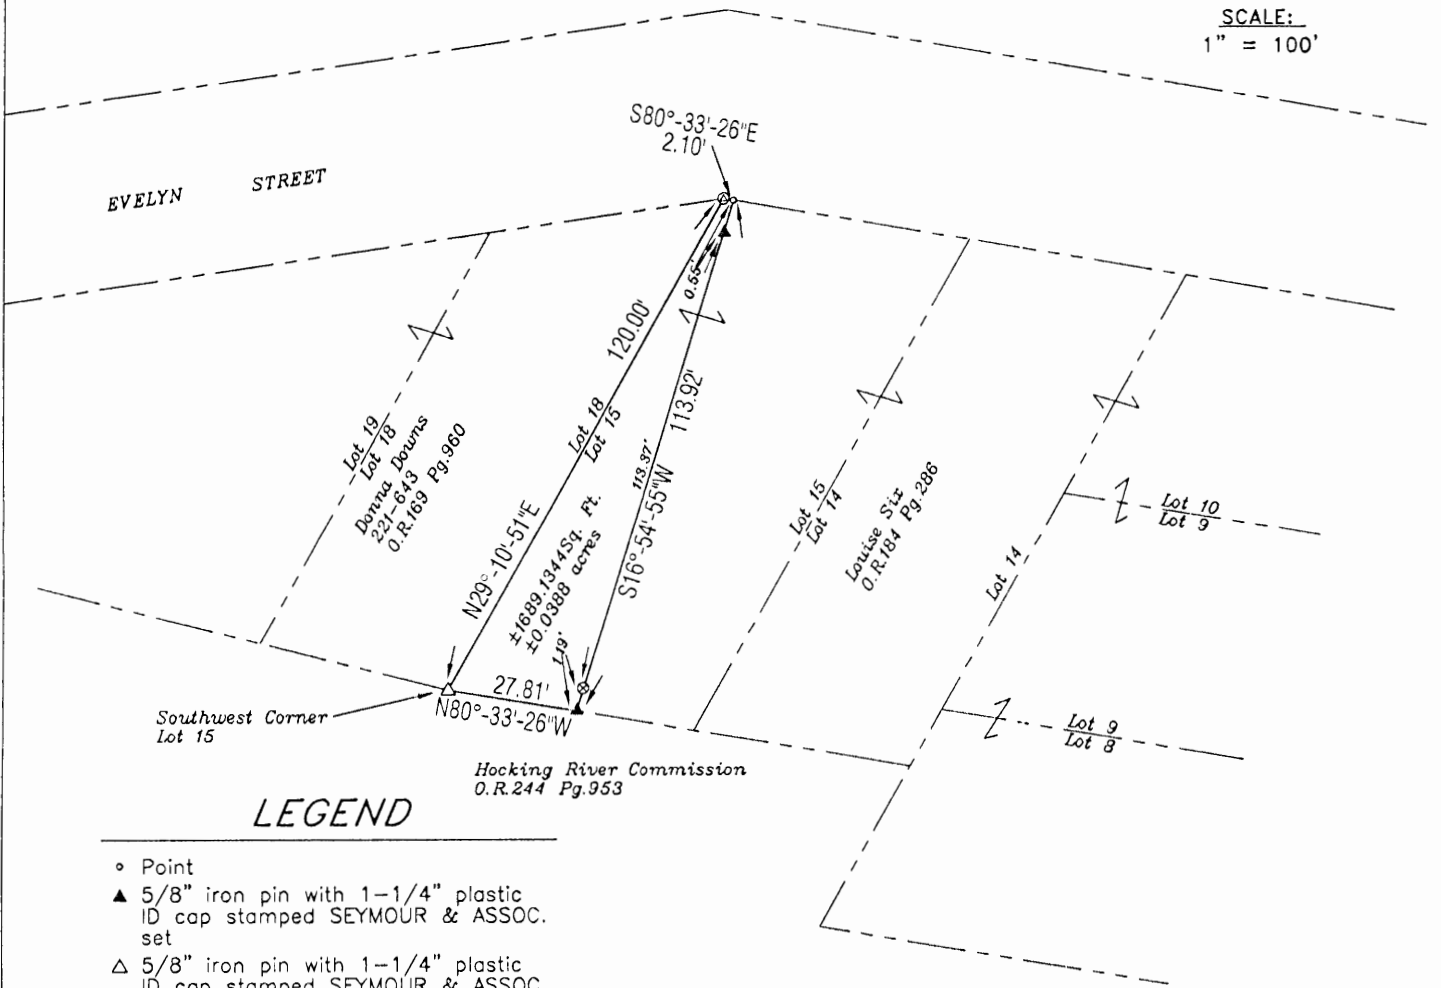 SCALE:
1" = 100'
S80°-33'-26"E
2.10'
EVELYN STREET
0.55'
120.00'
113.92'
Lot 19
Lot 18
Donna Downs
221-643
O.R.169 Pg.960
Lot 18
Lot 15
113.37'
N29°-10'-51"E
±1689.1344Sq. Ft.
±0.0388 acres
S16°-54'-55"W
1.19'
Lot 15
Lot 14
Louise Six
O.R.184 Pg.286
Lot 14
Lot 10
Lot 9
Lot 9
Lot 8
27.81'
N80°-33'-26"W
Southwest Corner
Lot 15
Hocking River Commission
O.R.244 Pg.953
LEGEND
Point
5/8" iron pin with 1-1/4" plastic
ID cap stamped SEYMOUR & ASSOC.
set
5/8" iron pin with 1-1/4" plastic
ID cap stamped SEYMOUR & ASSOC.